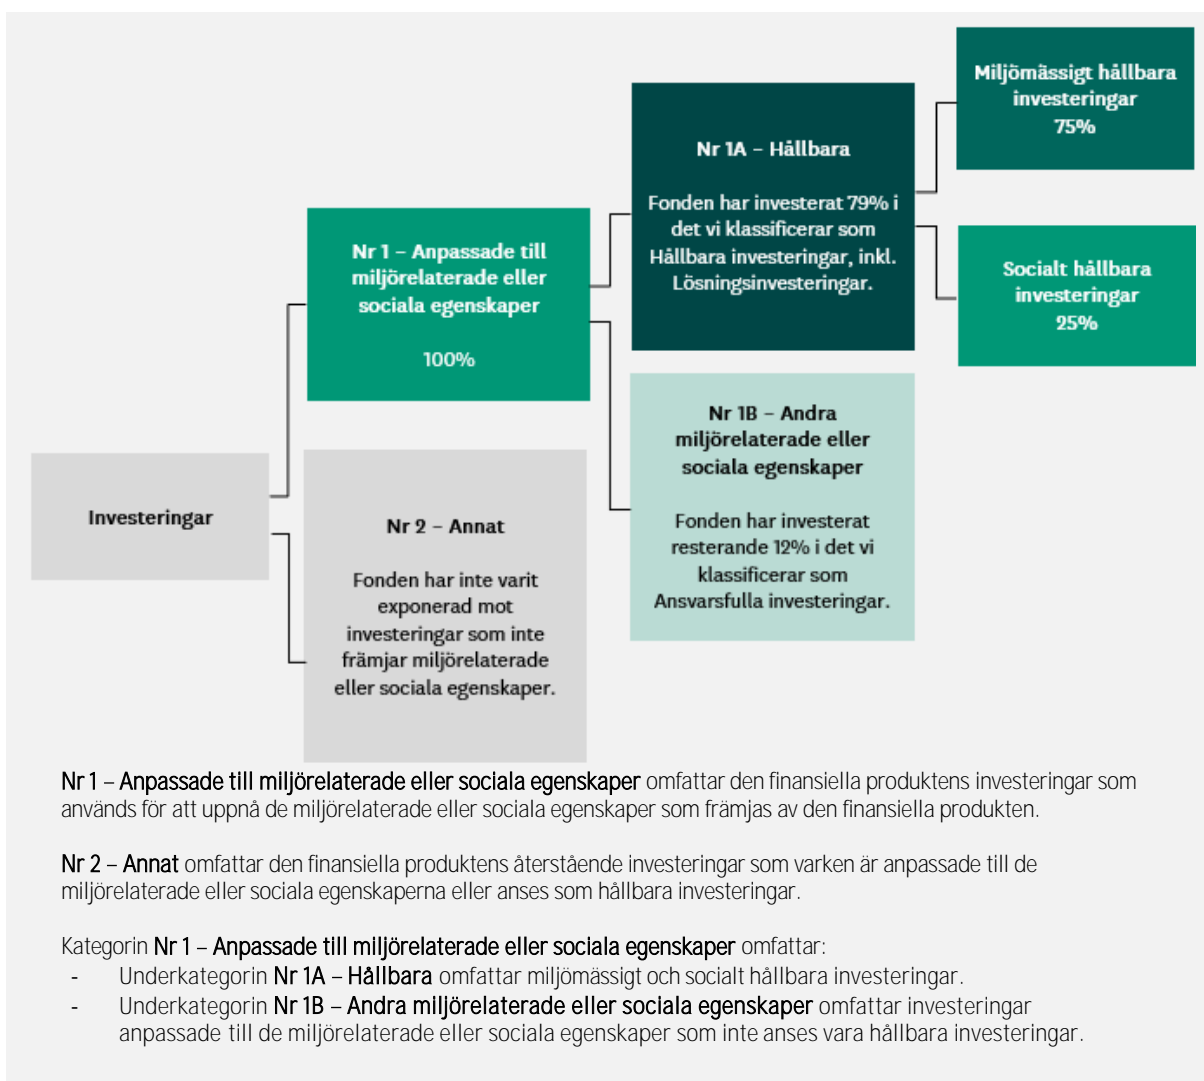 Miljömässigt hållbara
investeringar
75%
Nr 1A – Hållbara
Fonden har investerat 79% i
det vi klassificerar som
Hållbara investeringar, inkl.
Lösningsinvesteringar.
Nr 1 – Anpassade till
miljörelaterade eller
sociala egenskaper
100%
Socialt hållbara
investeringar
25%
Nr 1B – Andra
miljörelaterade eller
sociala egenskaper
Fonden har investerat
resterande 12% i det vi
klassificerar som
Ansvarsfulla investeringar.
Investeringar
Nr 2 – Annat
Fonden har inte varit
exponerad mot
investeringar som inte
främjar miljörelaterade
eller sociala egenskaper.
Nr 1 – Anpassade till miljörelaterade eller sociala egenskaper omfattar den finansiella produktens investeringar som
används för att uppnå de miljörelaterade eller sociala egenskaper som främjas av den finansiella produkten.
Nr 2 – Annat omfattar den finansiella produktens återstående investeringar som varken är anpassade till de
miljörelaterade eller sociala egenskaperna eller anses som hållbara investeringar.
Kategorin Nr 1 – Anpassade till miljörelaterade eller sociala egenskaper omfattar:
- Underkategorin Nr 1A – Hållbara omfattar miljömässigt och socialt hållbara investeringar.
- Underkategorin Nr 1B – Andra miljörelaterade eller sociala egenskaper omfattar investeringar
anpassade till de miljörelaterade eller sociala egenskaper som inte anses vara hållbara investeringar.